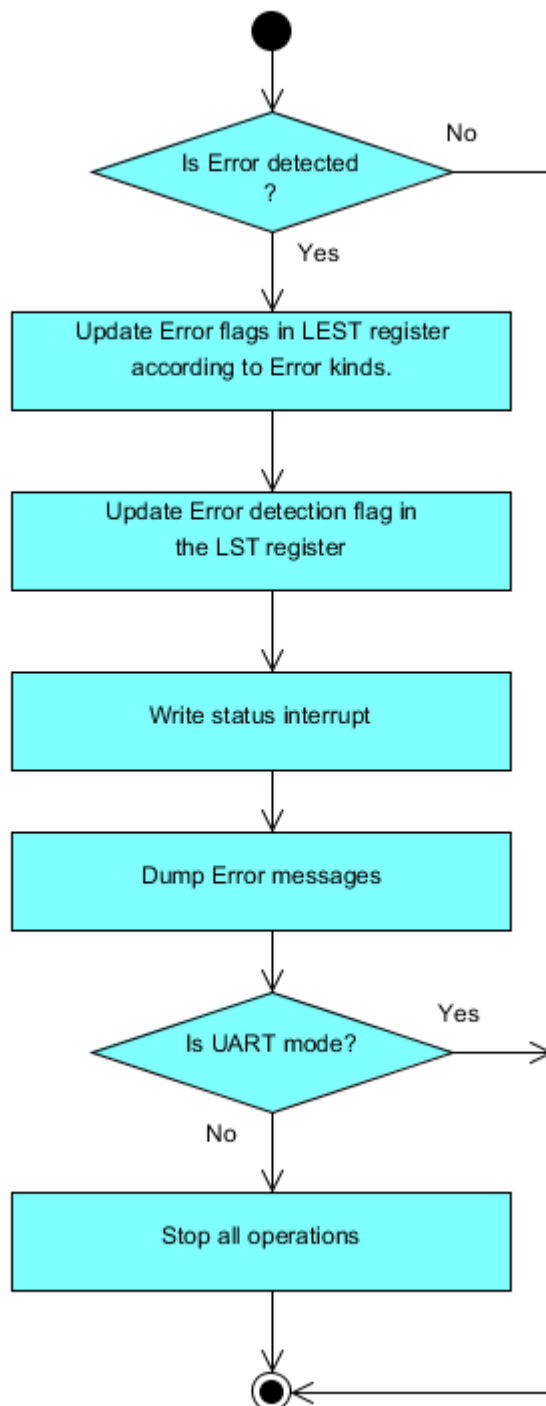 No
Is Error detected
?
Yes
Update Error flags in LEST register
according to Error kinds.
Update Error detection flag in
the LST register
Write status interrupt
Dump Error messages
Yes
Is UART mode?
No
Stop all operations